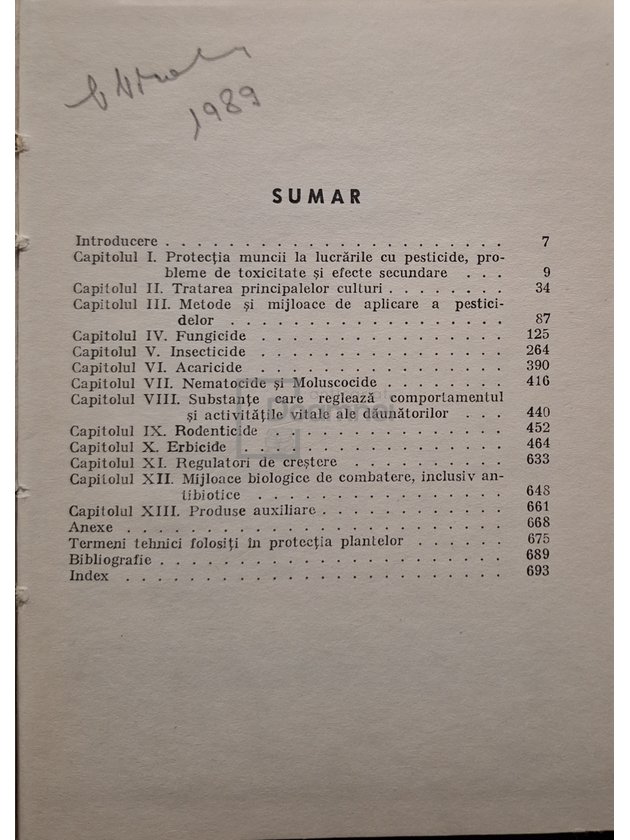 1989
SUMAR
Introducere . . . . . . . . . . . . . . . . . . . . . . 7
Capitolul I. Protecția muncii la lucrările cu pesticide, pro-
bleme de toxicitate și efecte secundare . . . 9
Capitolul II. Tratarea principalelor culturi . . . . . . . . 34
Capitolul III. Metode și mijloace de aplicare a pestici-
delor . . . . . . . . . . . . . . . . . . 87
Capitolul IV. Fungicide . . . . . . . . . . . . . . . . 125
Capitolul V. Insecticide . . . . . . . . . . . . . . . . 264
Capitolul VI. Acaricide . . . . . . . . . . . . . . . . 390
Capitolul VII. Nematocide și Moluscocide . . . . . . . . 416
Capitolul VIII. Substanțe care reglează comportamentul
și activitățile vitale ale dăunătorilor . . . 440
Capitolul IX. Rodenticide . . . . . . . . . . . . . . . 452
Capitolul X. Erbicide . . . . . . . . . . . . . . . . . 464
Capitolul XI. Regulatori de creștere . . . . . . . . . . . 633
Capitolul XII. Mijloace biologice de combatere, inclusiv an-
tibiotice . . . . . . . . . . . . . . . . 648
Capitolul XIII. Produse auxiliare . . . . . . . . . . . . 661
Anexe . . . . . . . . . . . . . . . . . . . . . . . . 668
Termeni tehnici folosiți în protecția plantelor . . . . . . 675
Bibliografie . . . . . . . . . . . . . . . . . . . . . . 689
Index . . . . . . . . . . . . . . . . . . . . . . . . 693